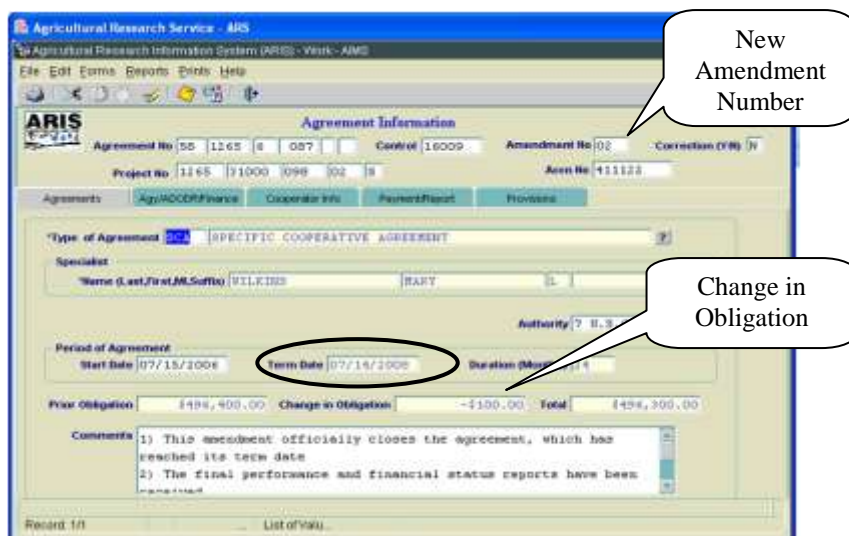 Agricultural Research Service - ARS
Agricultural Research Information System (ARIS) - Work - AIMS
File Edit Forms Reports Prints Help
New
Amendment
Number
ARIS
Agreement Information
Agreement No 58 1265 6 087 Control 16009 Amendment No 02 Correction (Y/N) N
Project No 1265 31000 098 02 S Accn No 411123
Agreements Agy/ADODR/Finance Cooperator Info Payment/Report Provisions
*Type of Agreement SCA SPECIFIC COOPERATIVE AGREEMENT
Specialist
*Name (Last,First,MI,Suffix) WILKINS MARY L
Change in
Obligation
Authority 7 U.S.
Period of Agreement
Start Date 07/15/2006 Term Date 07/14/2008 Duration (Months) 24
Prior Obligation $494,400.00 Change in Obligation -$100.00 Total $494,300.00
Comments 1) This amendment officially closes the agreement, which has
reached its term date
2) The final performance and financial status reports have been
received
Record: 1/1 ... List of Valu...